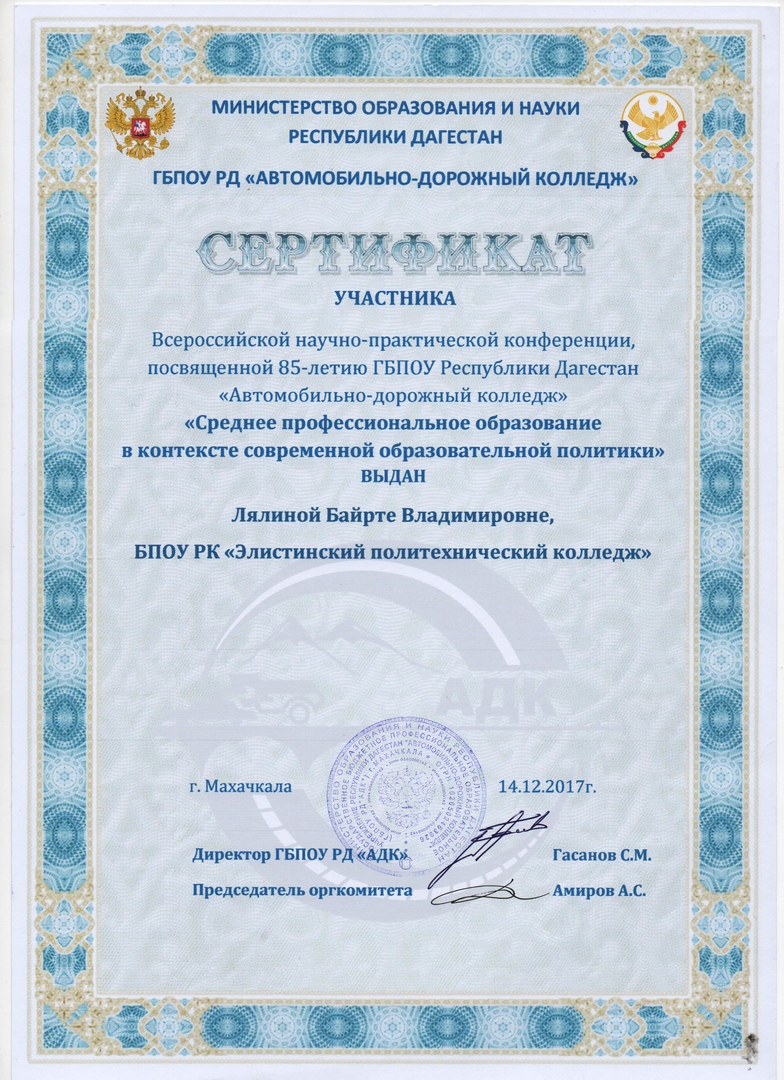 МИНИСТЕРСТВО ОБРАЗОВАНИЯ И НАУКИ
РЕСПУБЛИКИ ДАГЕСТАН
ГБПОУ РД «АВТОМОБИЛЬНО-ДОРОЖНЫЙ КОЛЛЕДЖ»
СЕРТИФИКАТ
УЧАСТНИКА
Всероссийской научно-практической конференции,
посвященной 85-летию ГБПОУ Республики Дагестан
«Автомобильно-дорожный колледж»
«Среднее профессиональное образование
в контексте современной образовательной политики»
ВЫДАН
Лялиной Байрте Владимировне,
БПОУ РК «Элистинский политехнический колледж»
АДК
г. Махачкала 14.12.2017г.
Директор ГБПОУ РД «АДК» Гасанов С.М.
Председатель оргкомитета Амиров А.С.